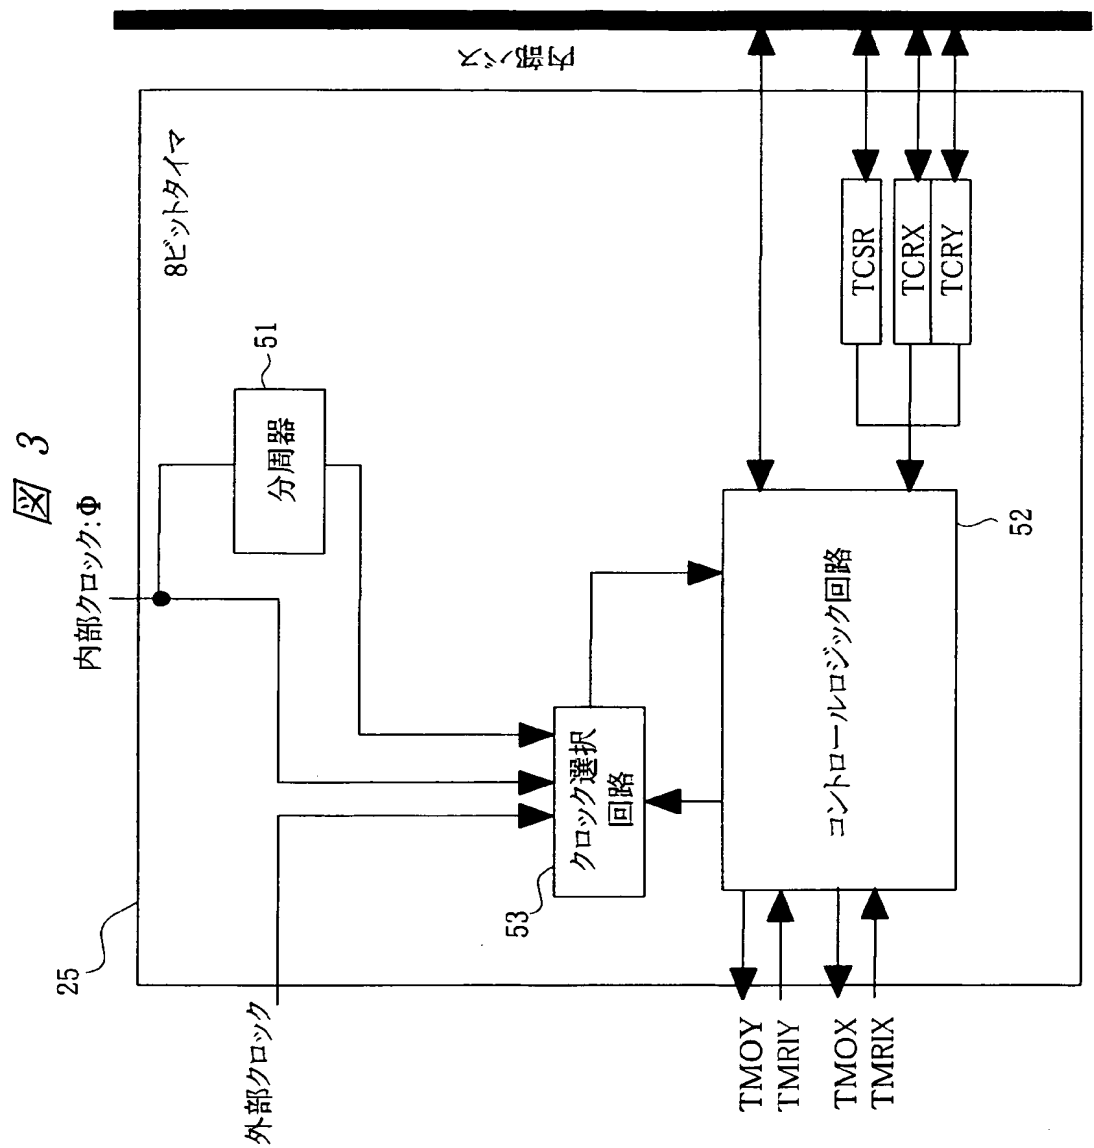 図 3
内部クロック:Φ
外部クロック
25
8ビットタイマ
内部バス
51
分周器
53
クロック選択
回路
コントロールロジック回路
52
TCSR
TCRX
TCRY
TMOY
TMRIY
TMOX
TMRIX